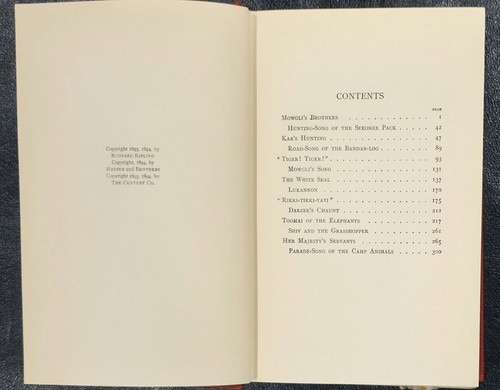 Copyright 1893, 1894, by
RUDYARD KIPLING
Copyright, 1894, by
HARPER AND BROTHERS
Copyright 1893, 1894, by
THE CENTURY CO.
CONTENTS
PAGE
MOWGLI'S BROTHERS . . . . . . . . . . . . . 1
HUNTING-SONG OF THE SEEONEE PACK . . . . . 42
KAA'S HUNTING . . . . . . . . . . . . . . 47
ROAD-SONG OF THE BANDAR-LOG . . . . . . . 89
"TIGER! TIGER!" . . . . . . . . . . . . . 93
MOWGLI'S SONG . . . . . . . . . . . . . . 131
THE WHITE SEAL . . . . . . . . . . . . . 137
LUKANNON . . . . . . . . . . . . . . . . 170
"RIKKI-TIKKI-TAVI" . . . . . . . . . . . 175
DARZEE'S CHAUNT . . . . . . . . . . . . . 212
TOOMAI OF THE ELEPHANTS . . . . . . . . . 217
SHIV AND THE GRASSHOPPER . . . . . . . . 261
HER MAJESTY'S SERVANTS . . . . . . . . . 265
PARADE-SONG OF THE CAMP ANIMALS . . . . . 300